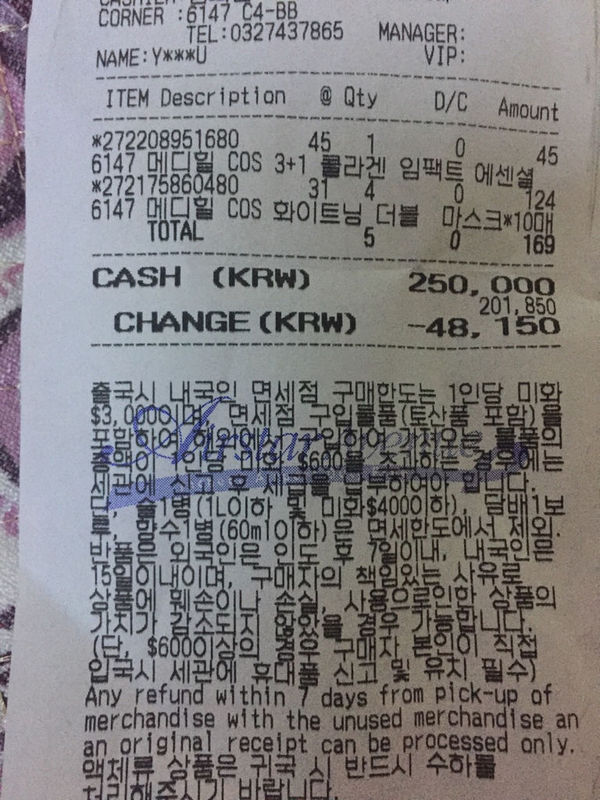 CORNER :6147 C4-BB
TEL:0327437865 MANAGER:
NAME:Y***U VIP:
ITEM Description @ Qty D/C Amount
*272208951680 45 1 0 45
6147 메디힐 COS 3+1 콜라겐 임팩트 에센셜
*272175860480 31 4 0 124
6147 메디힐 COS 화이트닝 더블 마스크*10매
TOTAL 5 0 169
CASH (KRW) 250,000
201,850
CHANGE(KRW) -48,150
출국시 내국인 면세점 구매한도는 1인당 미화
$3,000이며, 면세점 구입물품(토산품 포함)을
포함하여 해외에서 구입하여 가져오는 물품의
총액이 1인당 미화 $600을 초과하는 경우에는
세관에 신고 후 세금을 납부하여야 합니다.
단, 술1병(1L이하 및 미화$400이하), 담배1보
루, 향수1병(60ml이하)은 면세한도에서 제외.
반품은 외국인은 인도 후 7일이내, 내국인은
15일이내이며, 구매자의 책임있는 사유로
상품에 훼손이나 손실, 사용으로인한 상품의
가치가 감소되지 않았을 경우 가능합니다.
(단, $600이상의 경우 구매자 본인이 직접
입국시 세관에 휴대품 신고 및 유치 필수)
Any refund within 7 days from pick-up of
merchandise with the unused merchandise an
an original receipt can be processed only.
액체류 상품은 귀국 시 반드시 수하물
처리해주시기 바랍니다.